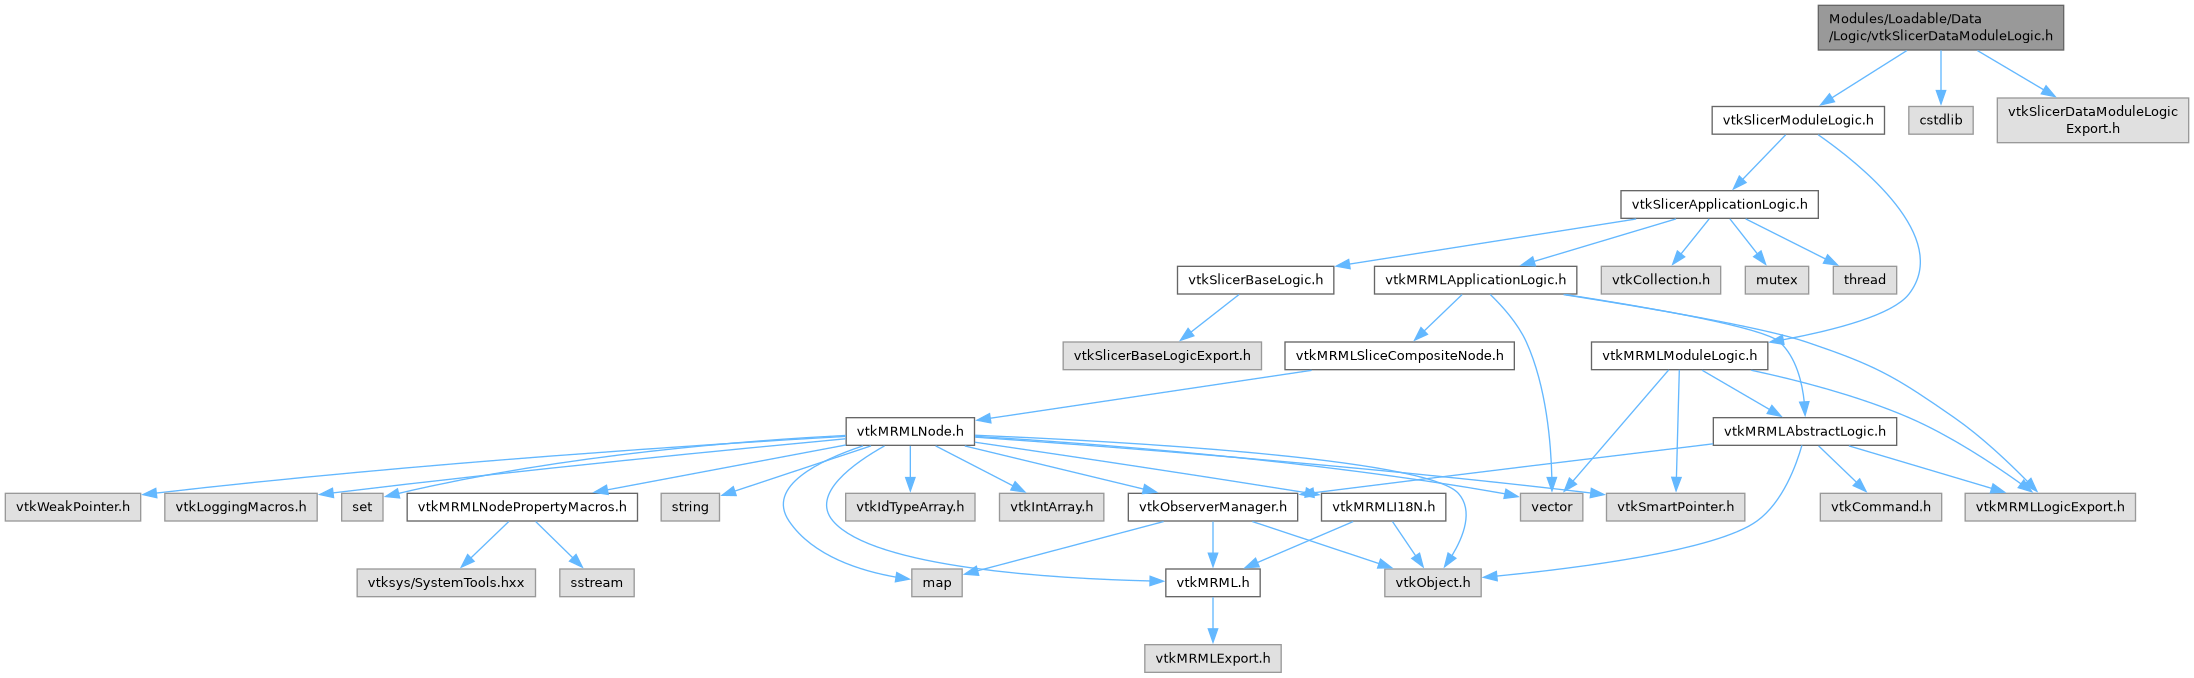 Modules/Loadable/Data
/Logic/vtkSlicerDataModuleLogic.h
vtkSlicerModuleLogic.h
cstdlib
vtkSlicerDataModuleLogic
Export.h
vtkSlicerApplicationLogic.h
vtkSlicerBaseLogic.h
vtkMRMLApplicationLogic.h
vtkCollection.h
mutex
thread
vtkSlicerBaseLogicExport.h
vtkMRMLSliceCompositeNode.h
vtkMRMLModuleLogic.h
vtkMRMLNode.h
vtkMRMLAbstractLogic.h
vtkWeakPointer.h
vtkLoggingMacros.h
set
vtkMRMLNodePropertyMacros.h
string
vtkIdTypeArray.h
vtkIntArray.h
vtkObserverManager.h
vtkMRMLI18N.h
vector
vtkSmartPointer.h
vtkCommand.h
vtkMRMLLogicExport.h
vtksys/SystemTools.hxx
sstream
map
vtkMRML.h
vtkObject.h
vtkMRMLExport.h